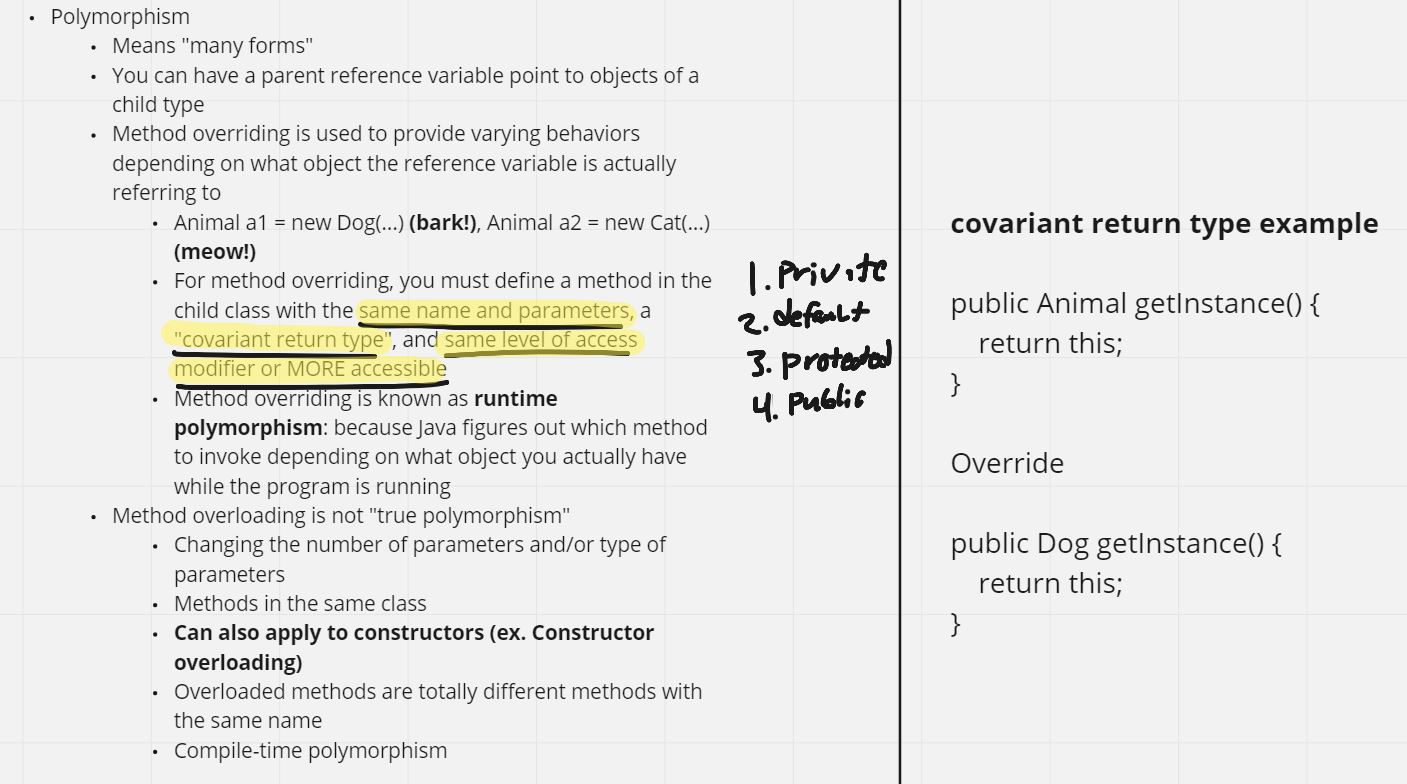 • Polymorphism
• Means "many forms"
• You can have a parent reference variable point to objects of a
child type
• Method overriding is used to provide varying behaviors
depending on what object the reference variable is actually
referring to
• Animal a1 = new Dog(...) (bark!), Animal a2 = new Cat(...)
(meow!)
• For method overriding, you must define a method in the
child class with the same name and parameters, a
"covariant return type", and same level of access
modifier or MORE accessible
• Method overriding is known as runtime
polymorphism: because Java figures out which method
to invoke depending on what object you actually have
while the program is running
• Method overloading is not "true polymorphism"
• Changing the number of parameters and/or type of
parameters
• Methods in the same class
• Can also apply to constructors (ex. Constructor
overloading)
• Overloaded methods are totally different methods with
the same name
• Compile-time polymorphism
1. Private
2. default
3. protected
4. Public
covariant return type example
public Animal getInstance() {
return this;
}
Override
public Dog getInstance() {
return this;
}